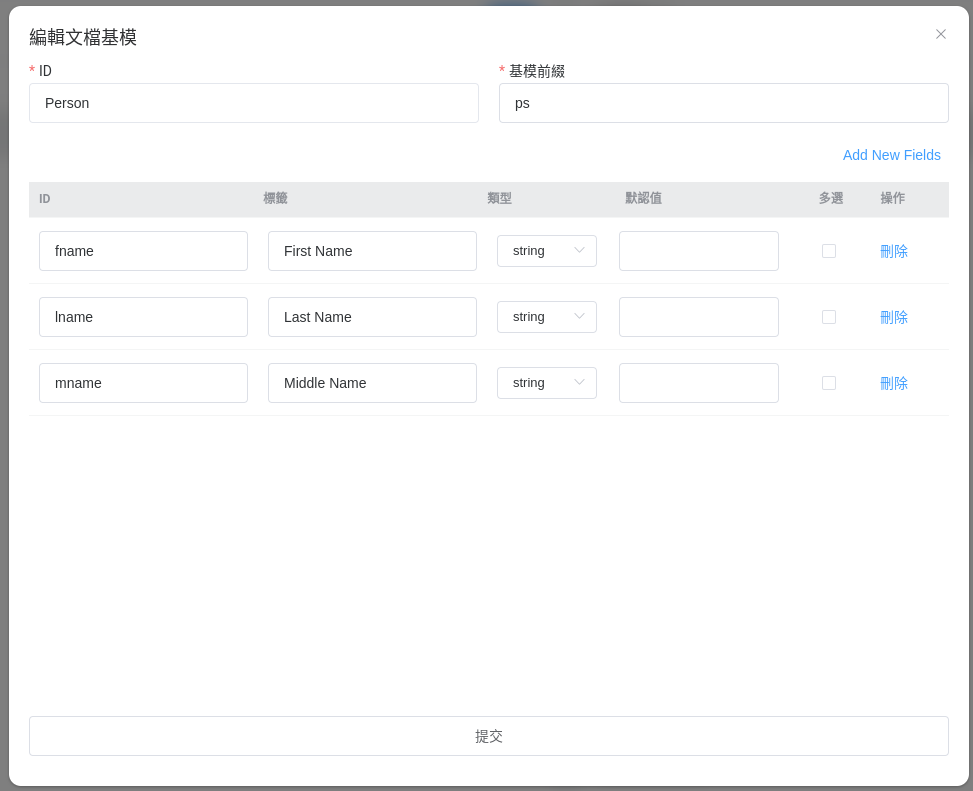 編輯文檔基模
* ID
* 基模前綴
Person
ps
Add New Fields
ID 標籤 類型 默認值 多選 操作
fname First Name string 刪除
lname Last Name string 刪除
mname Middle Name string 刪除
提交